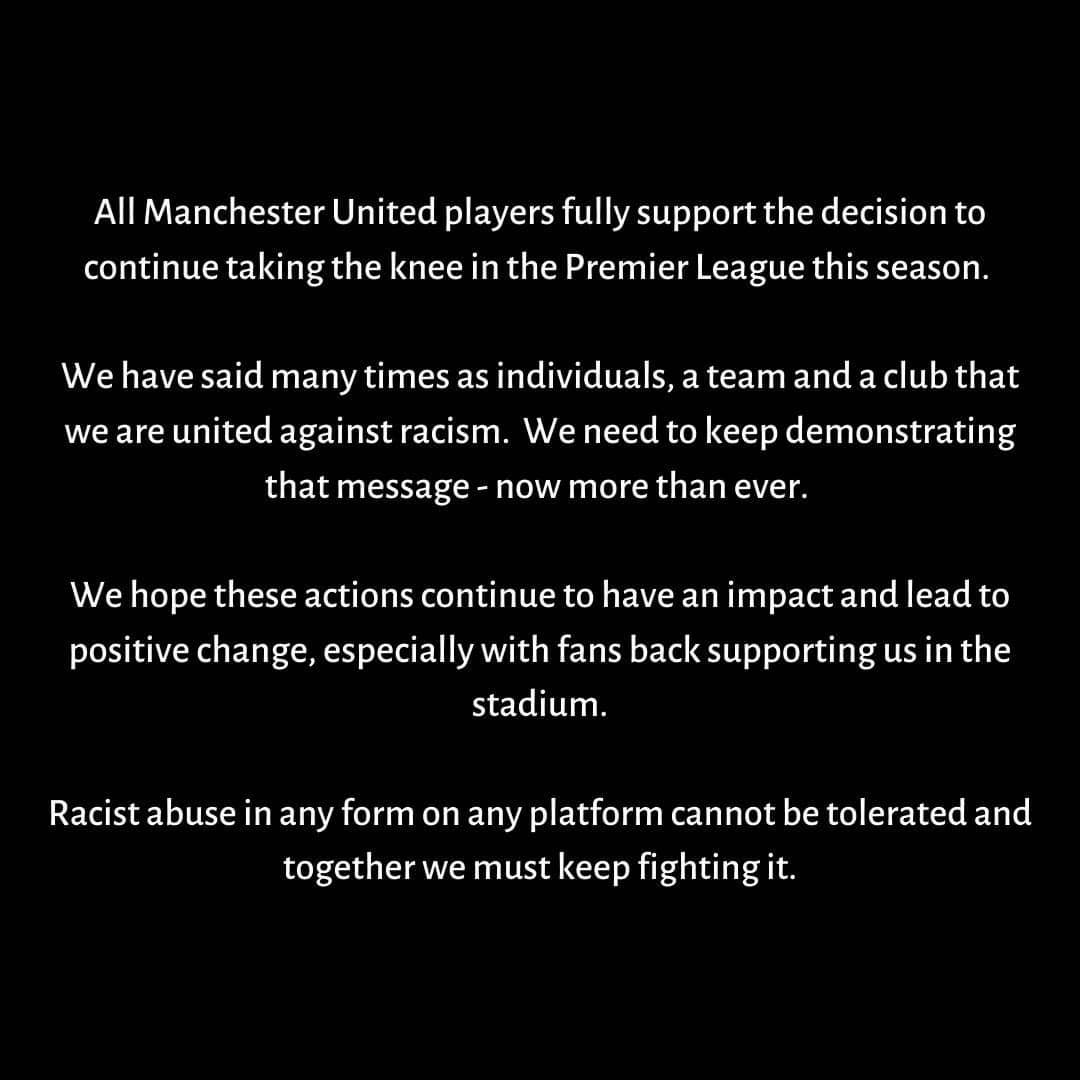 All Manchester United players fully support the decision to
continue taking the knee in the Premier League this season.
We have said many times as individuals, a team and a club that
we are united against racism.  We need to keep demonstrating
that message - now more than ever.
We hope these actions continue to have an impact and lead to
positive change, especially with fans back supporting us in the
stadium.
Racist abuse in any form on any platform cannot be tolerated and
together we must keep fighting it.